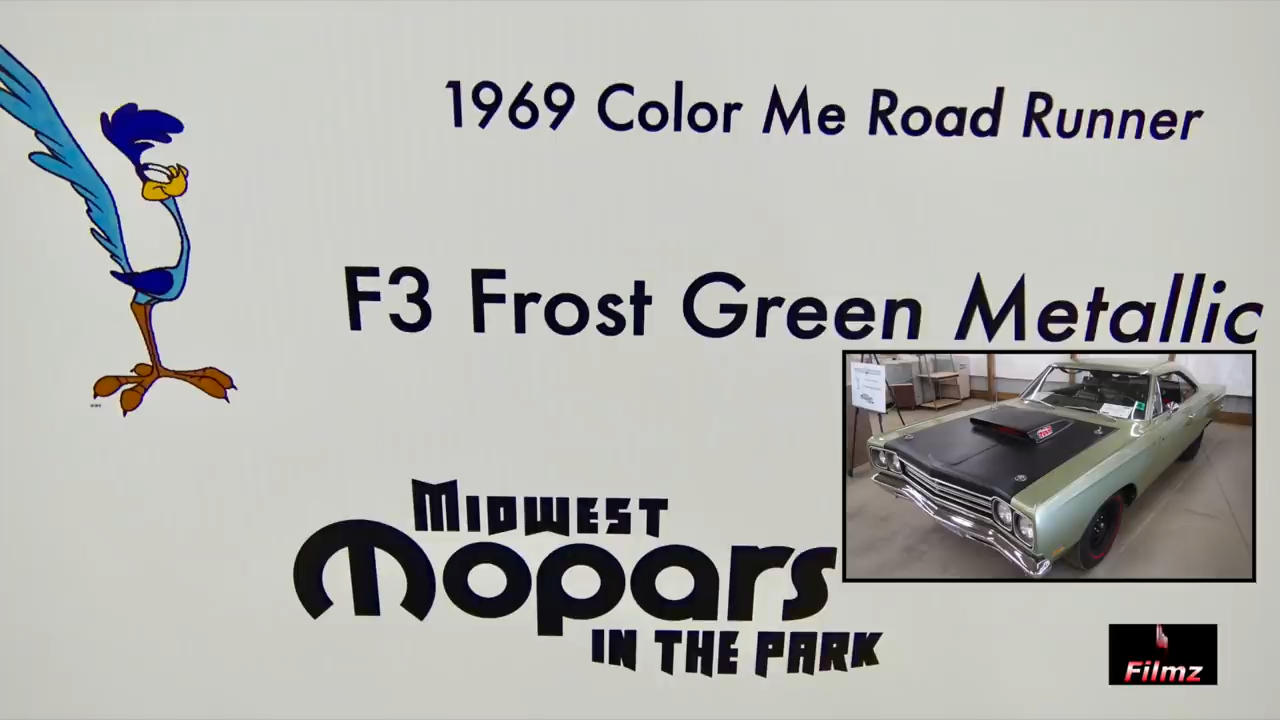 1969 Color Me Road Runner
F3 Frost Green Metallic
MIDWEST
mopars
IN THE PARK
Filmz